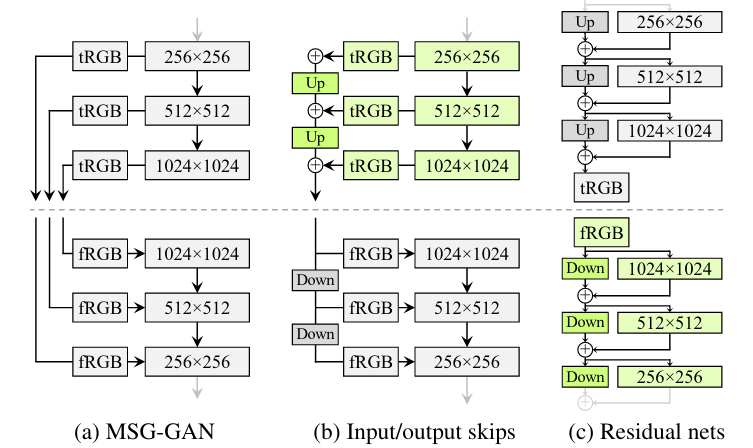 tRGB 256×256
tRGB 512×512
tRGB 1024×1024
fRGB 1024×1024
fRGB 512×512
fRGB 256×256
(a) MSG-GAN
tRGB 256×256
Up
tRGB 512×512
Up
tRGB 1024×1024
fRGB 1024×1024
Down
fRGB 512×512
Down
fRGB 256×256
(b) Input/output skips
Up 256×256
Up 512×512
Up 1024×1024
tRGB
fRGB
Down 1024×1024
Down 512×512
Down 256×256
(c) Residual nets